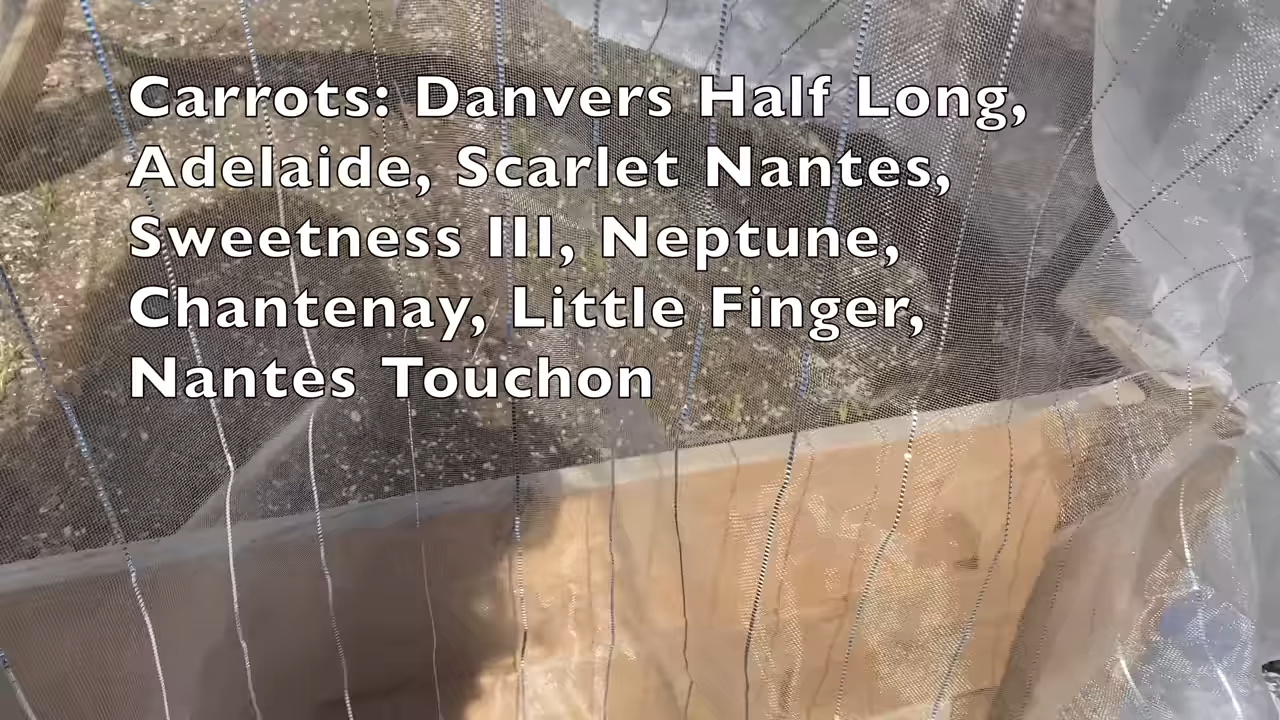 Carrots: Danvers Half Long,
Adelaide, Scarlet Nantes,
Sweetness III, Neptune,
Chantenay, Little Finger,
Nantes Touchon